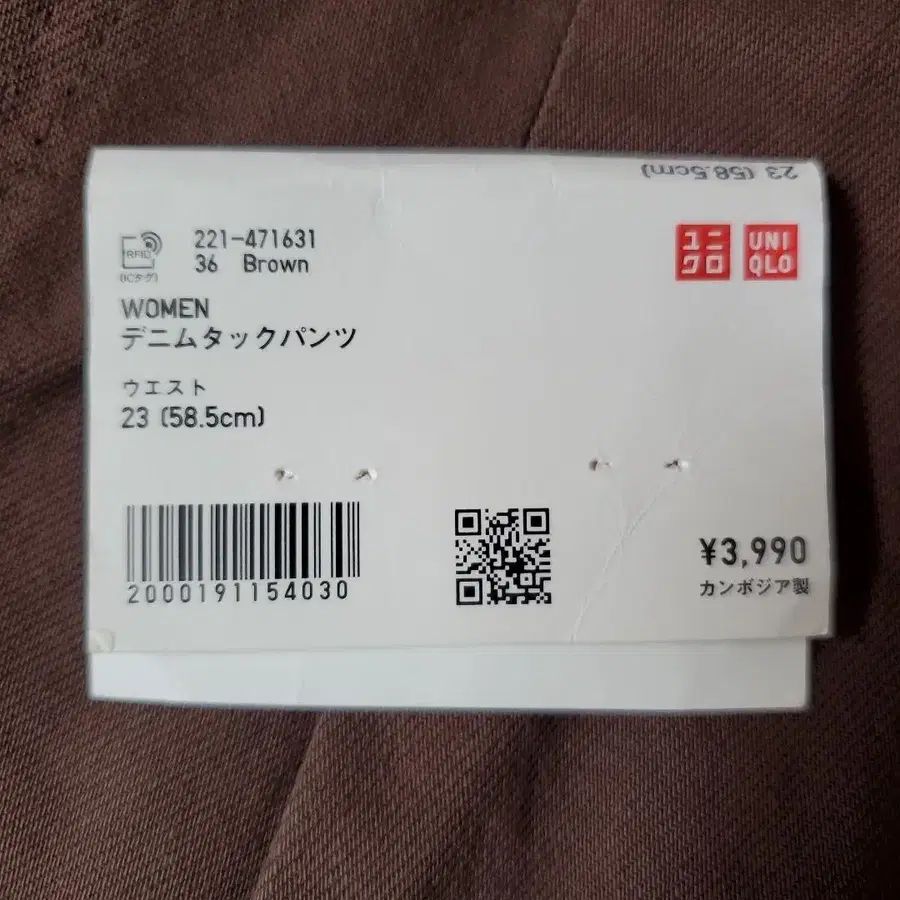 23 (58.5cm)
RFID
(ICタグ)
221-471631
36 Brown
ユニクロ
UNIQLO
WOMEN
デニムタックパンツ
ウエスト
23 (58.5cm)
2000191154030
¥3,990
カンボジア製